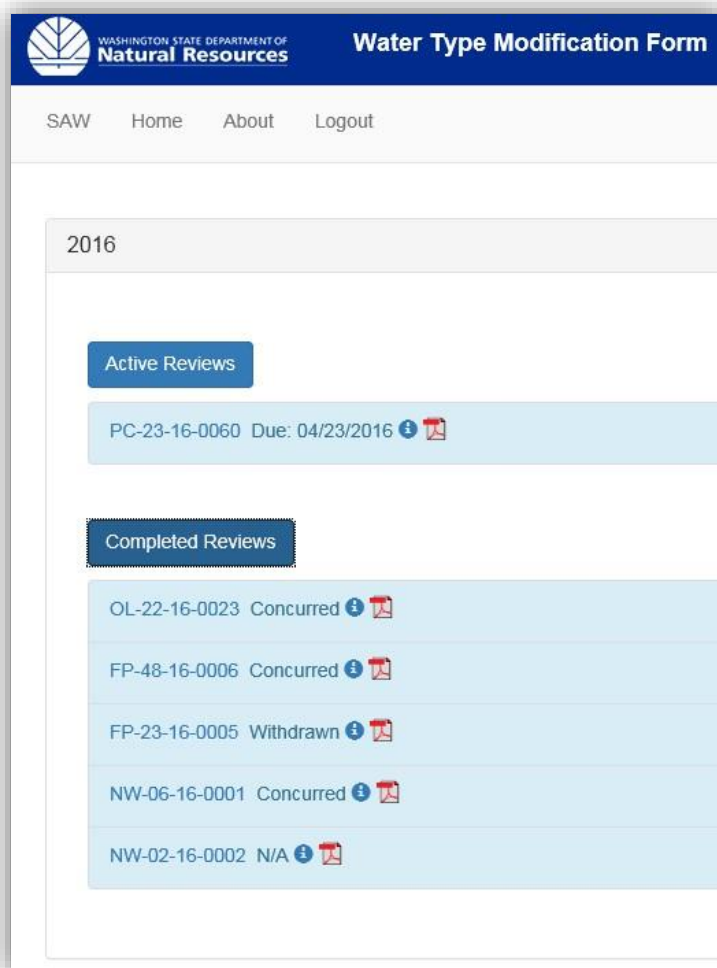 WASHINGTON STATE DEPARTMENT OF
Natural Resources
Water Type Modification Form
SAW Home About Logout
2016
Active Reviews
PC-23-16-0060 Due: 04/23/2016
Completed Reviews
OL-22-16-0023 Concurred
FP-48-16-0006 Concurred
FP-23-16-0005 Withdrawn
NW-06-16-0001 Concurred
NW-02-16-0002 N/A